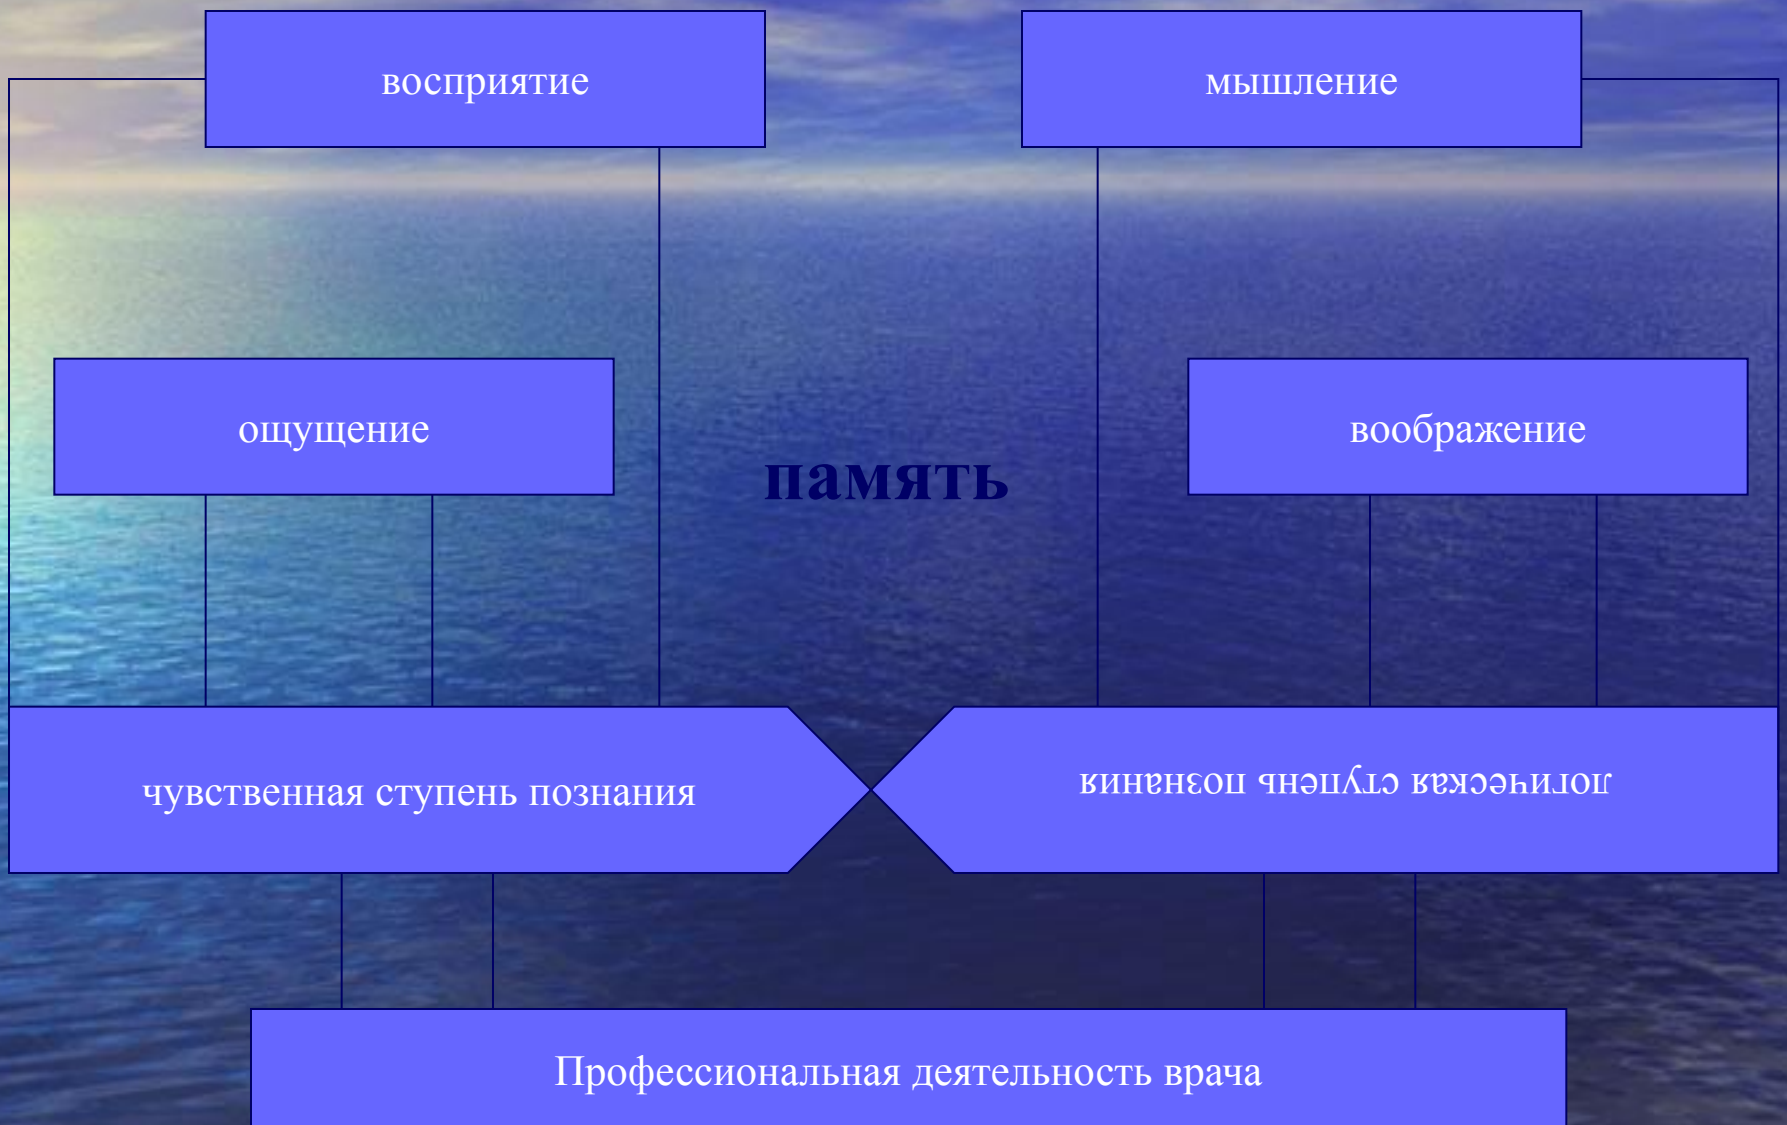 восприятие
мышление
ощущение
воображение
память
чувственная ступень познания
логическая ступень познания
Профессиональная деятельность врача